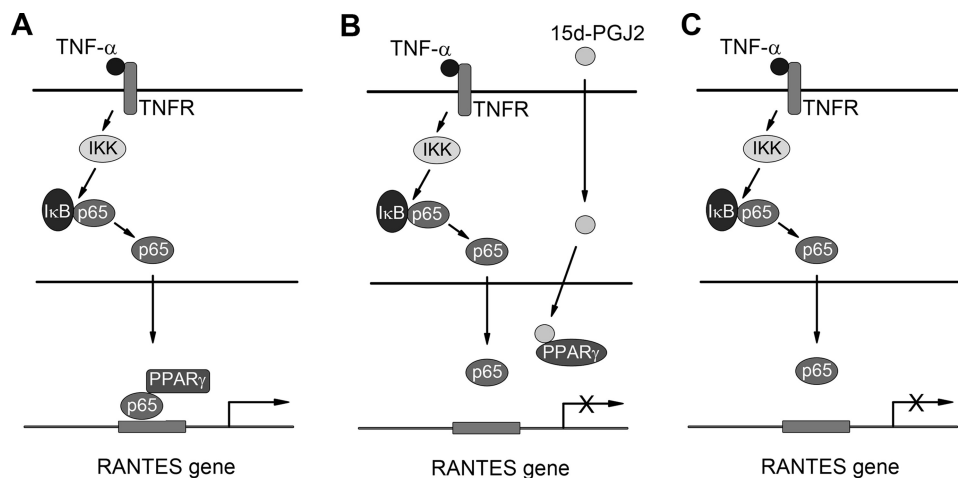 A
TNF-α
TNFR
IKK
IκB
p65
p65
PPARγ
p65
RANTES gene
B
15d-PGJ2
TNF-α
TNFR
IKK
IκB
p65
p65
PPARγ
p65
X
RANTES gene
C
TNF-α
TNFR
IKK
IκB
p65
p65
p65
X
RANTES gene